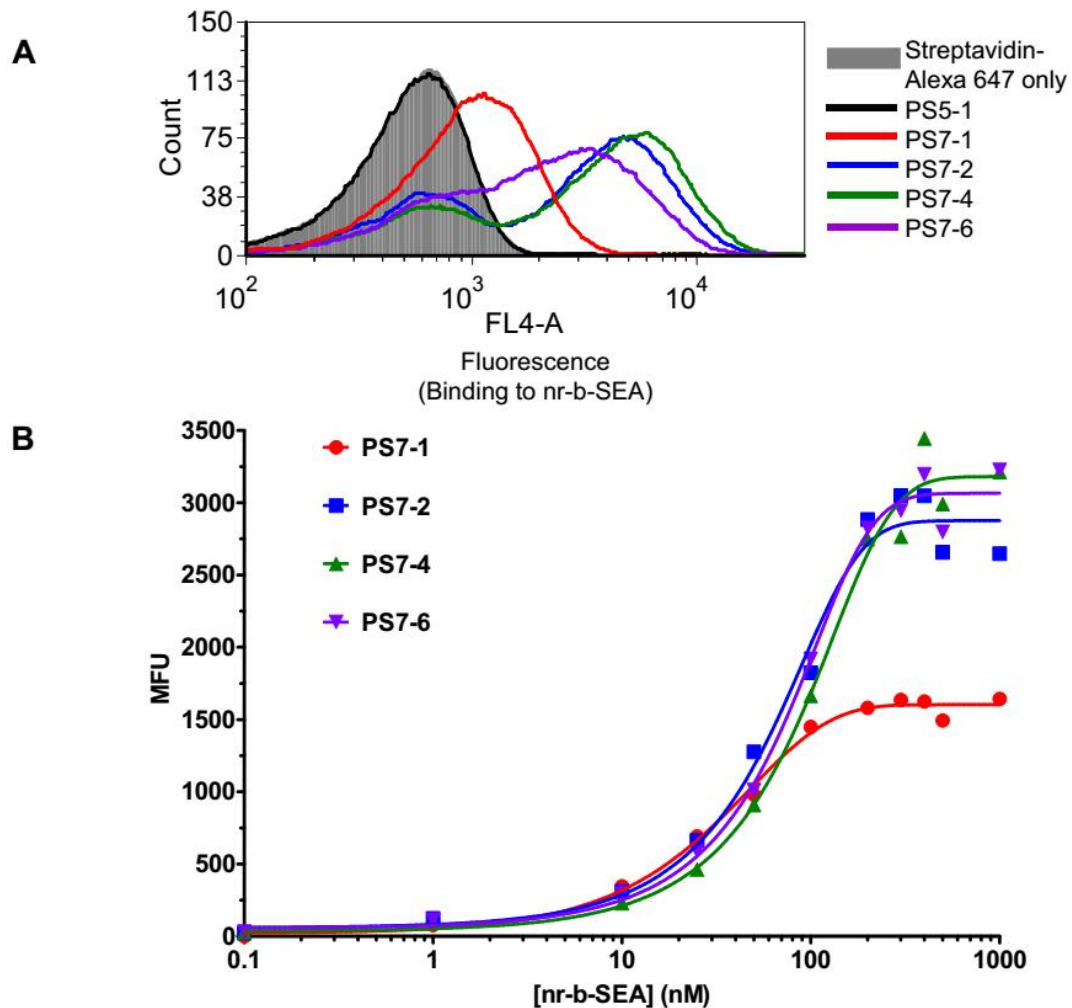 A
150
113
75
38
0
Count
10²
10³
10⁴
FL4-A
Fluorescence
(Binding to nr-b-SEA)
Streptavidin-
Alexa 647 only
PS5-1
PS7-1
PS7-2
PS7-4
PS7-6
B
3500
3000
2500
2000
1500
1000
500
0
MFU
PS7-1
PS7-2
PS7-4
PS7-6
0.1
1
10
100
1000
[nr-b-SEA] (nM)